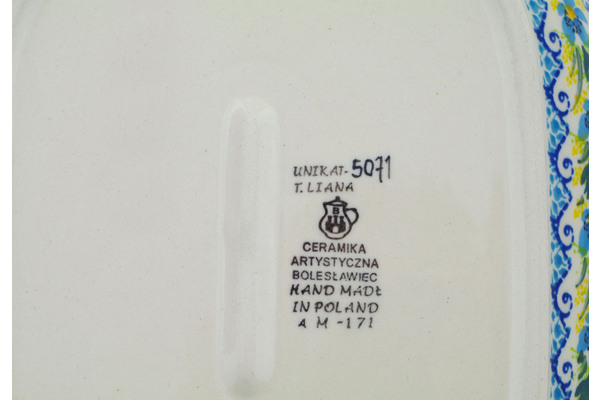 UNIKAT-5071
T. LIANA
B
CERAMIKA
ARTYSTYCZNA
BOLESŁAWIEC
HAND MADE
IN POLAND
A M -171